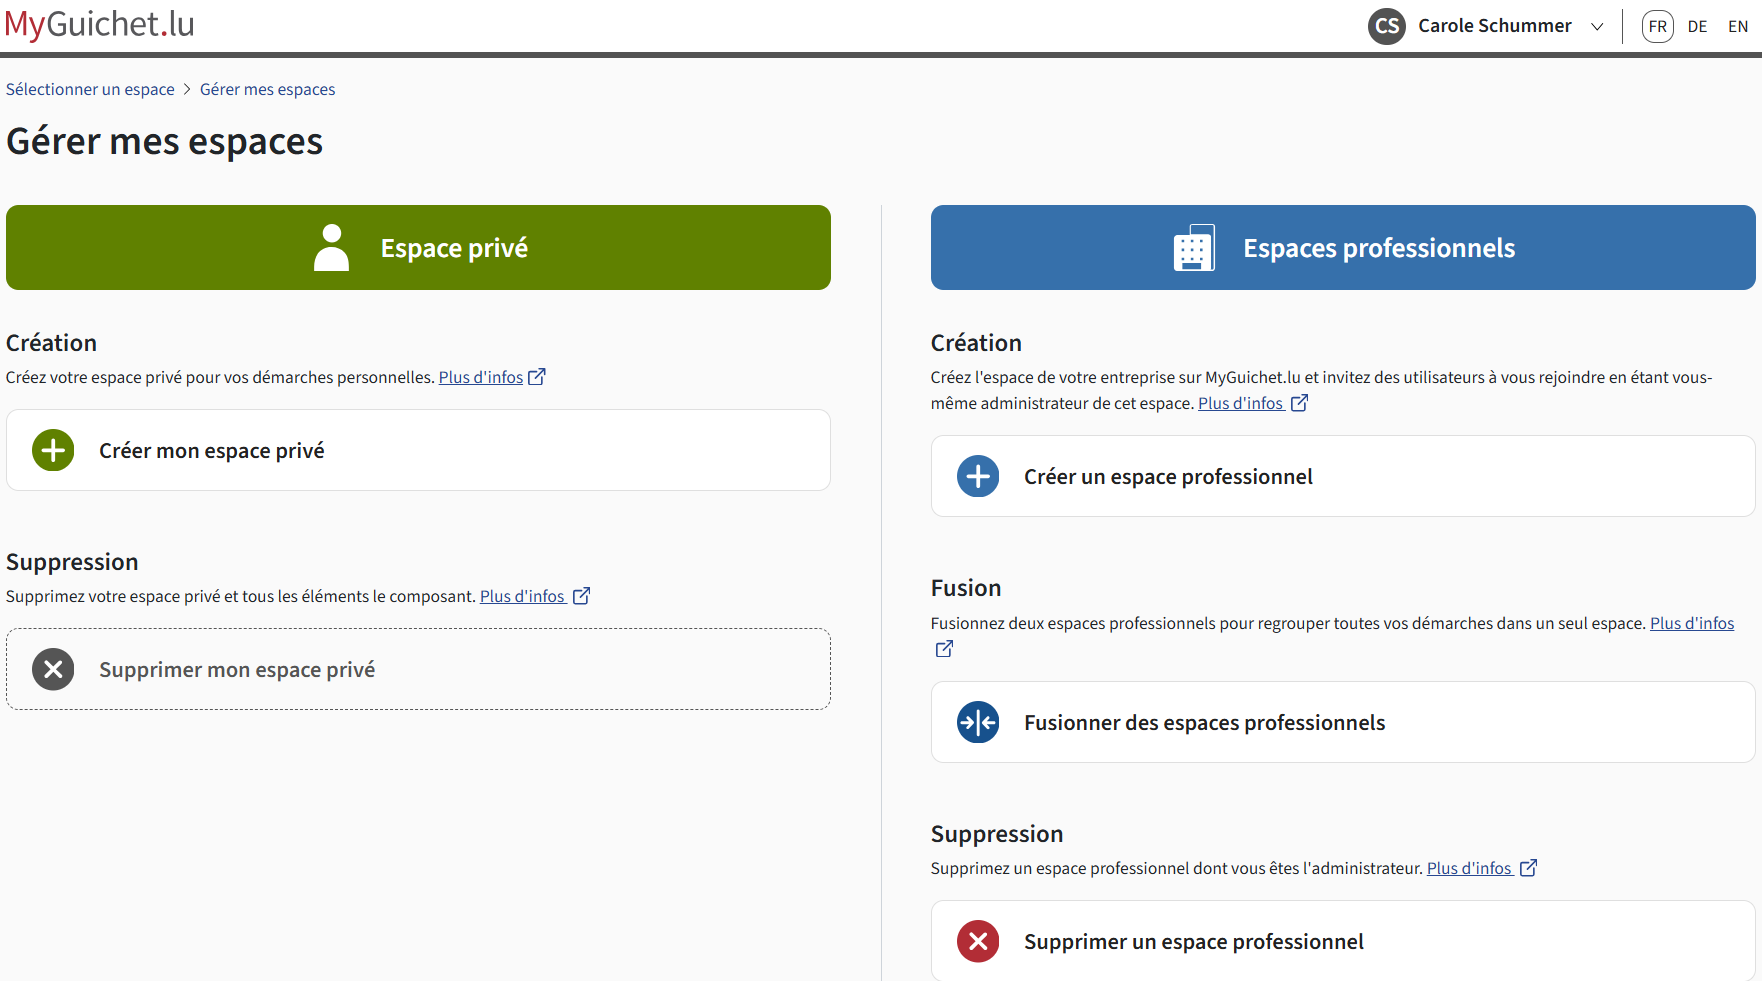 MyGuichet.lu
CS Carole Schummer FR DE EN
Sélectionner un espace > Gérer mes espaces
Gérer mes espaces
Espace privé
Création
Créez votre espace privé pour vos démarches personnelles. Plus d'infos
Créer mon espace privé
Suppression
Supprimez votre espace privé et tous les éléments le composant. Plus d'infos
Supprimer mon espace privé
Espaces professionnels
Création
Créez l'espace de votre entreprise sur MyGuichet.lu et invitez des utilisateurs à vous rejoindre en étant vous-
même administrateur de cet espace. Plus d'infos
Créer un espace professionnel
Fusion
Fusionnez deux espaces professionnels pour regrouper toutes vos démarches dans un seul espace. Plus d'infos
Fusionner des espaces professionnels
Suppression
Supprimez un espace professionnel dont vous êtes l'administrateur. Plus d'infos
Supprimer un espace professionnel